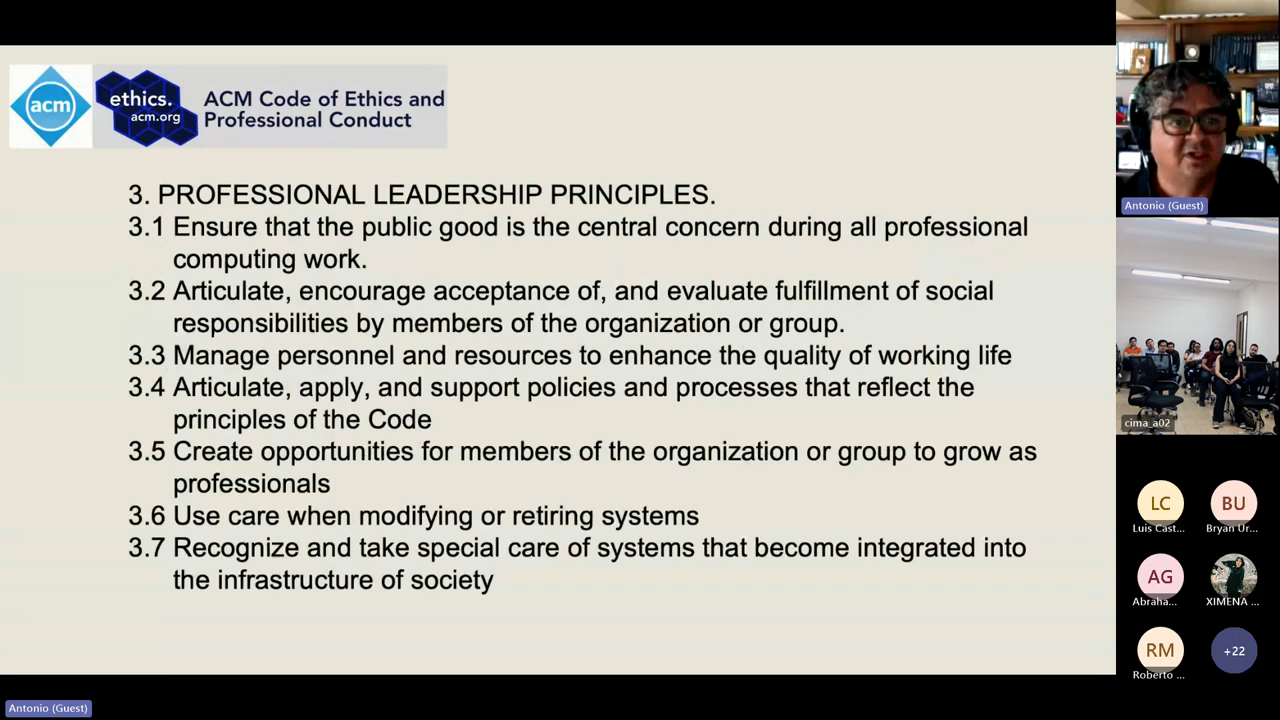 acm
ethics.
acm.org
ACM Code of Ethics and
Professional Conduct
3. PROFESSIONAL LEADERSHIP PRINCIPLES.
3.1 Ensure that the public good is the central concern during all professional
computing work.
3.2 Articulate, encourage acceptance of, and evaluate fulfillment of social
responsibilities by members of the organization or group.
3.3 Manage personnel and resources to enhance the quality of working life
3.4 Articulate, apply, and support policies and processes that reflect the
principles of the Code
3.5 Create opportunities for members of the organization or group to grow as
professionals
3.6 Use care when modifying or retiring systems
3.7 Recognize and take special care of systems that become integrated into
the infrastructure of society
Antonio (Guest)
cima_a02
LC
Luis Cast...
BU
Bryan Ur...
AG
Abraha...
XIMENA ...
RM
Roberto ...
+22
Antonio (Guest)